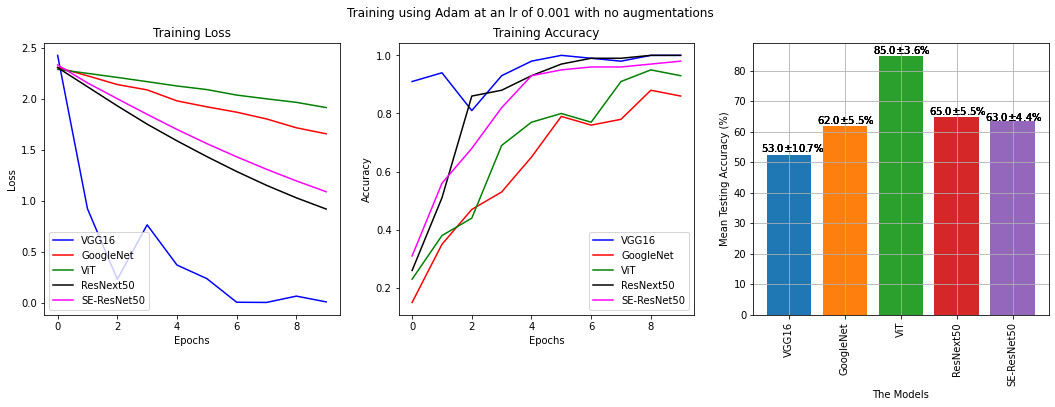 Training using Adam at an lr of 0.001 with no augmentations
Training Loss
2.5
2.0
1.5
1.0
0.5
0.0
Loss
VGG16
GoogleNet
ViT
ResNext50
SE-ResNet50
0 2 4 6 8
Epochs
Training Accuracy
1.0
0.8
0.6
0.4
0.2
Accuracy
VGG16
GoogleNet
ViT
ResNext50
SE-ResNet50
0 2 4 6 8
Epochs
80
70
60
50
40
30
20
10
0
Mean Testing Accuracy (%)
53.0±10.7%
62.0±5.5%
85.0±3.6%
65.0±5.5%
63.0±4.4%
VGG16
GoogleNet
ViT
ResNext50
SE-ResNet50
The Models